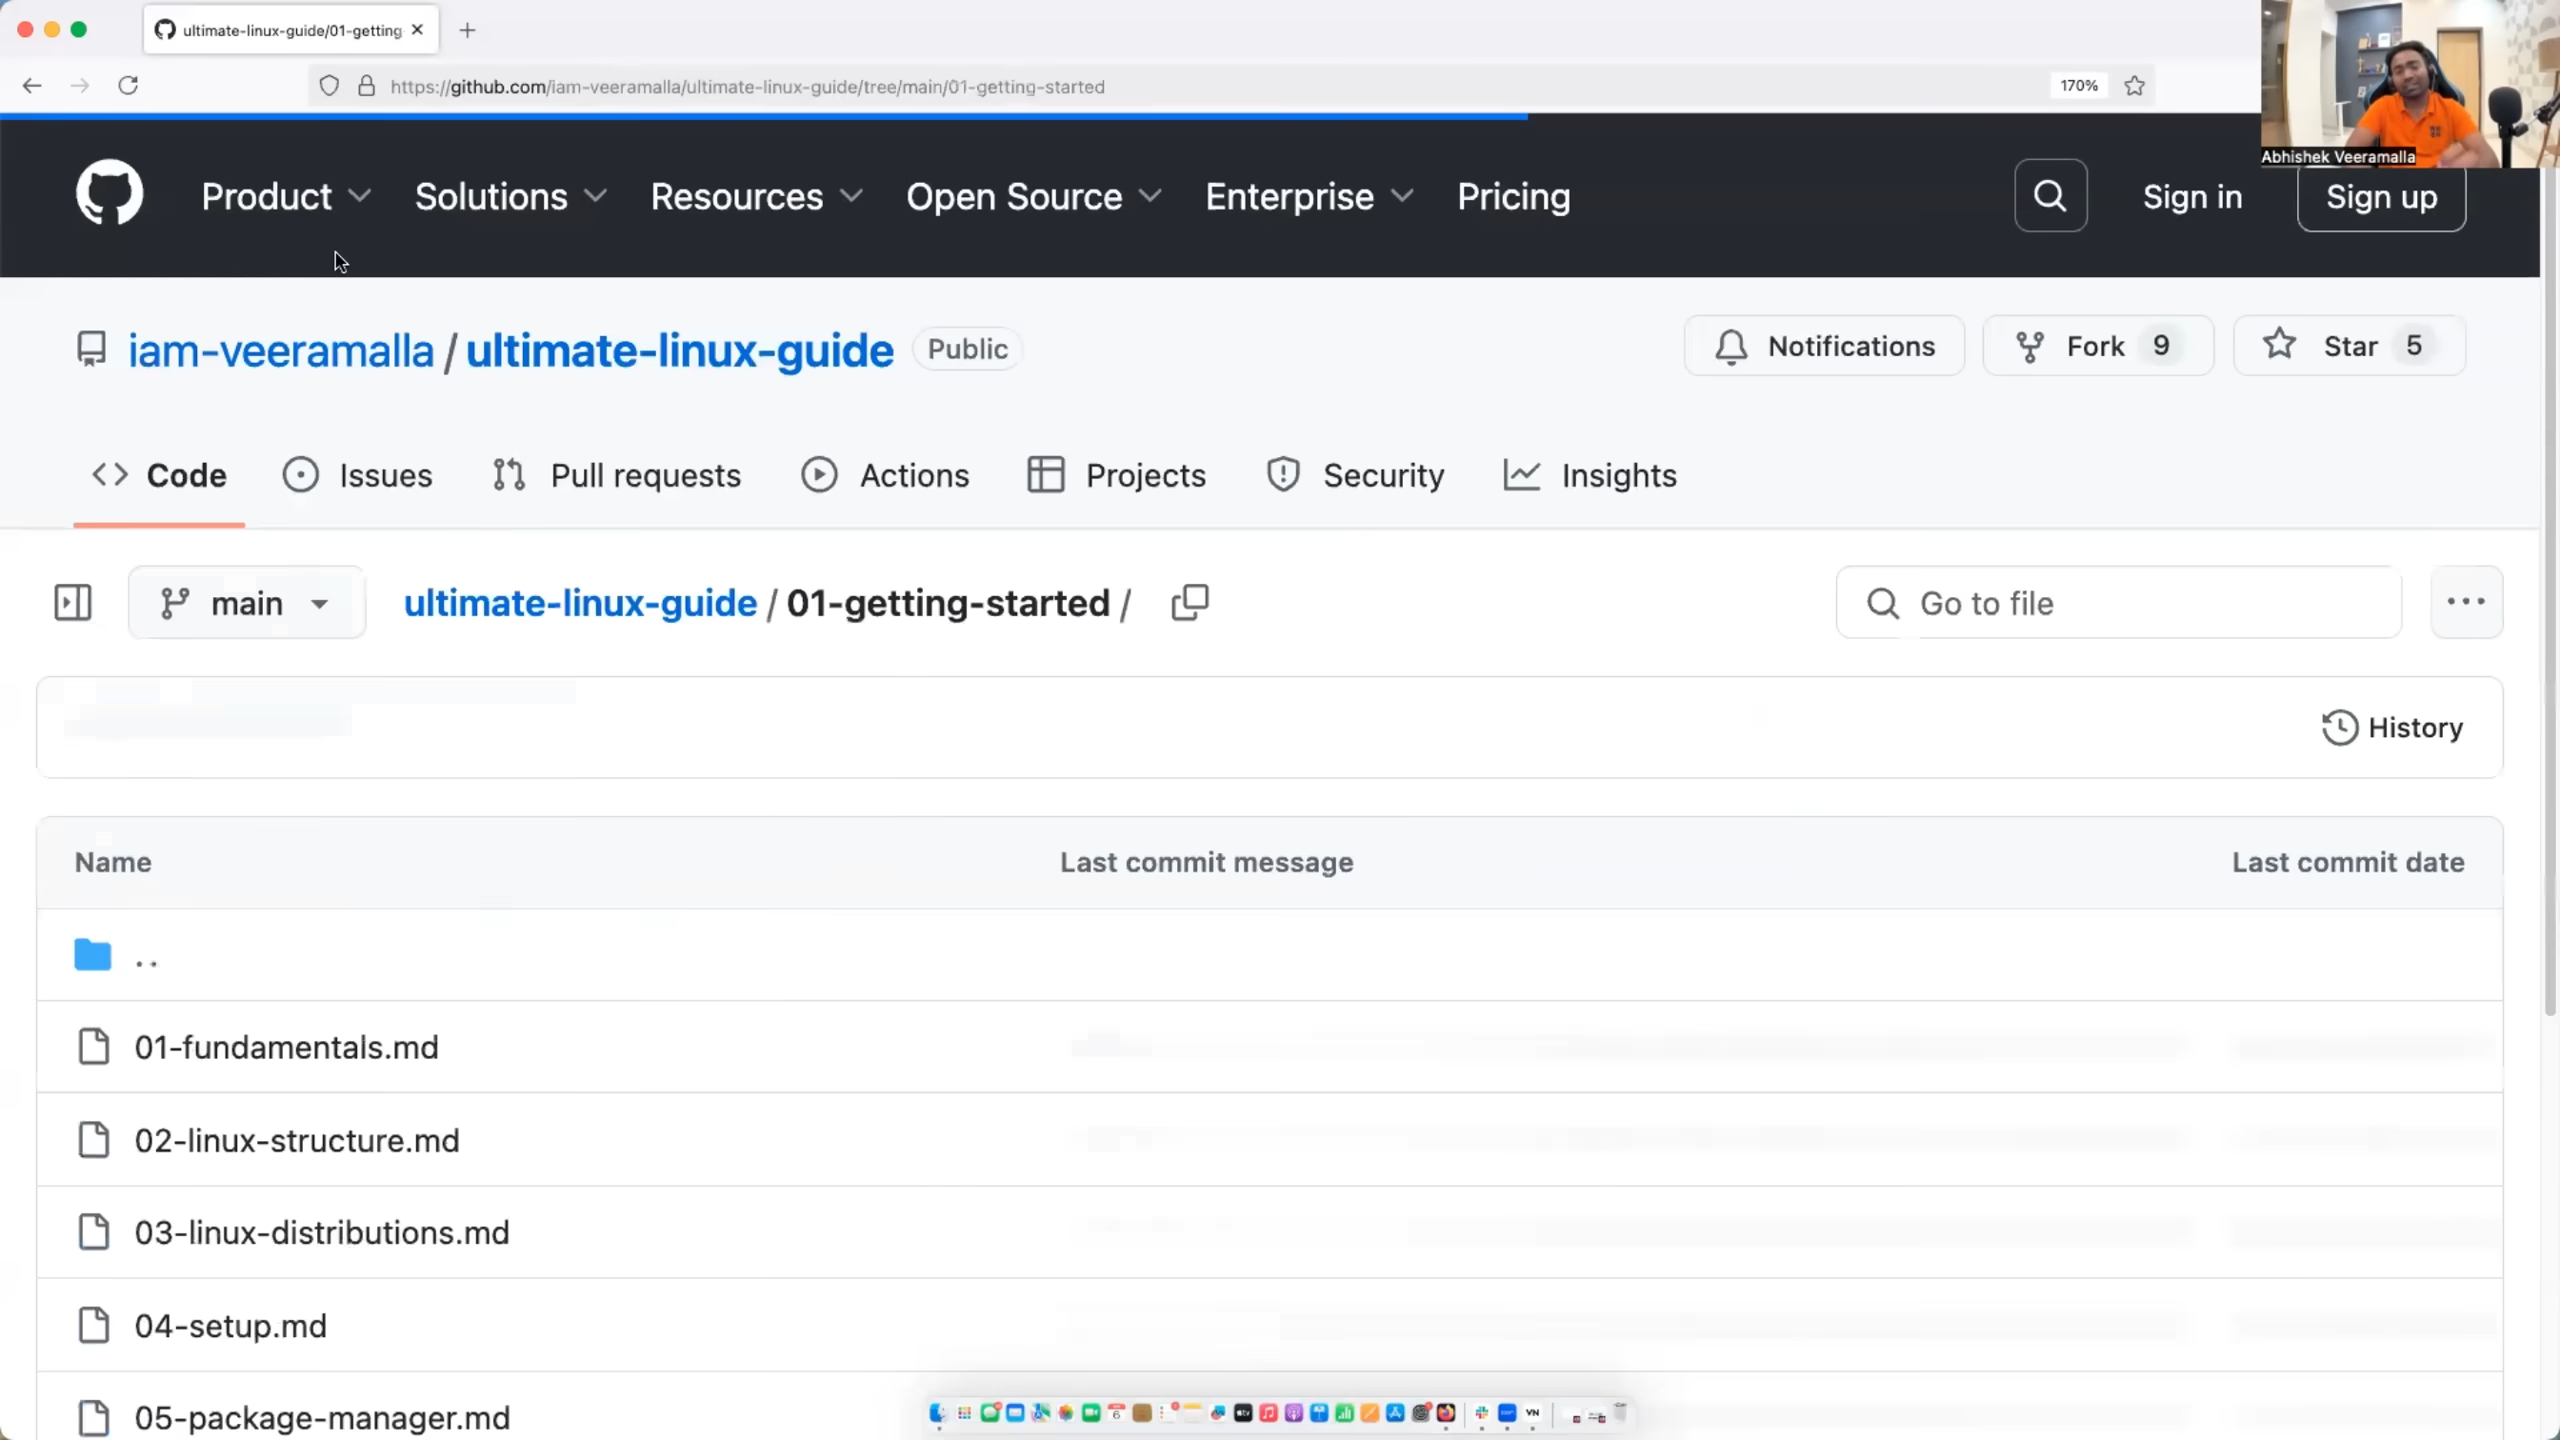 ultimate-linux-guide/01-getting
https://github.com/iam-veeramalla/ultimate-linux-guide/tree/main/01-getting-started
170%
Abhishek Veeramalla
Product
Solutions
Resources
Open Source
Enterprise
Pricing
Sign in
Sign up
iam-veeramalla / ultimate-linux-guide
Public
Notifications
Fork 9
Star 5
Code
Issues
Pull requests
Actions
Projects
Security
Insights
main
ultimate-linux-guide / 01-getting-started /
Go to file
History
Name
Last commit message
Last commit date
..
01-fundamentals.md
02-linux-structure.md
03-linux-distributions.md
04-setup.md
05-package-manager.md
6
VN